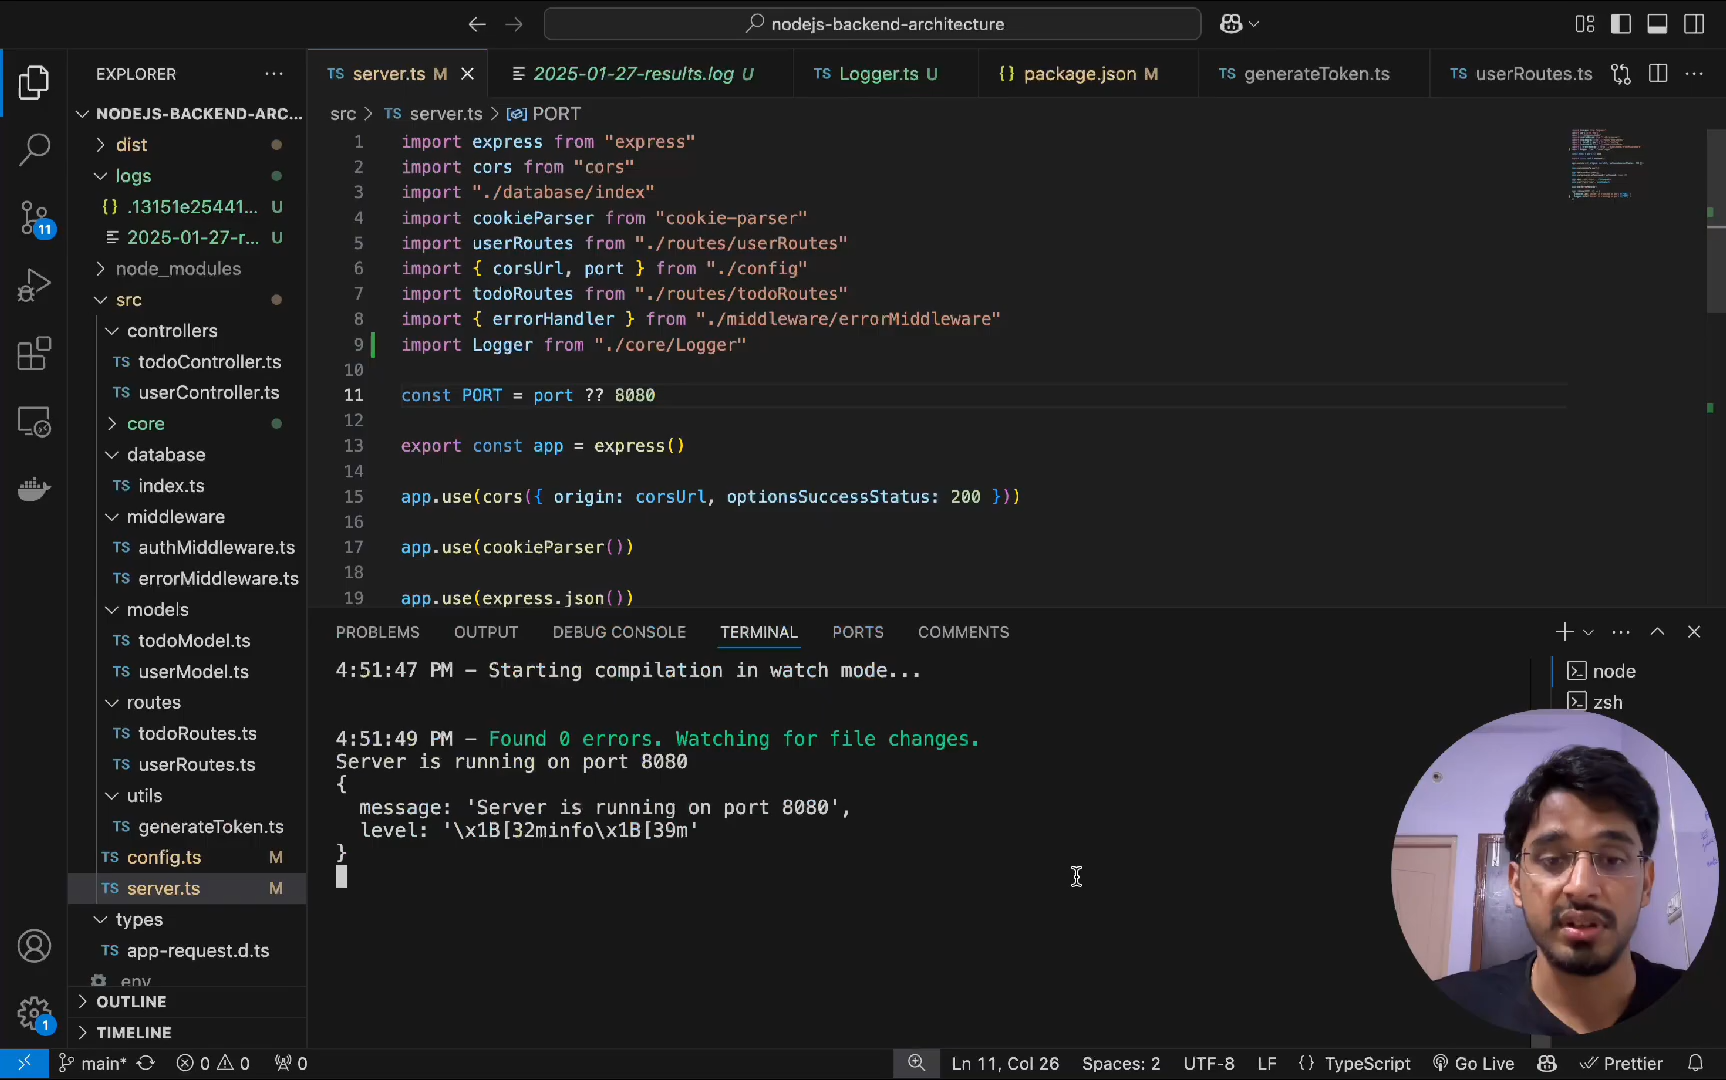 nodejs-backend-architecture
EXPLORER
NODEJS-BACKEND-ARC...
dist
logs
{} .13151e25441... U
2025-01-27-r... U
node_modules
src
controllers
TS todoController.ts
TS userController.ts
core
database
TS index.ts
middleware
TS authMiddleware.ts
TS errorMiddleware.ts
models
TS todoModel.ts
TS userModel.ts
routes
TS todoRoutes.ts
TS userRoutes.ts
utils
TS generateToken.ts
TS config.ts M
TS server.ts M
types
TS app-request.d.ts
.env
OUTLINE
TIMELINE
11
1
TS server.ts M
2025-01-27-results.log U
TS Logger.ts U
{} package.json M
TS generateToken.ts
TS userRoutes.ts
src > TS server.ts > PORT
1 import express from "express"
2 import cors from "cors"
3 import "./database/index"
4 import cookieParser from "cookie-parser"
5 import userRoutes from "./routes/userRoutes"
6 import { corsUrl, port } from "./config"
7 import todoRoutes from "./routes/todoRoutes"
8 import { errorHandler } from "./middleware/errorMiddleware"
9 import Logger from "./core/Logger"
10
11 const PORT = port ?? 8080
12
13 export const app = express()
14
15 app.use(cors({ origin: corsUrl, optionsSuccessStatus: 200 }))
16
17 app.use(cookieParser())
18
19 app.use(express.json())
PROBLEMS OUTPUT DEBUG CONSOLE TERMINAL PORTS COMMENTS
4:51:47 PM – Starting compilation in watch mode...
4:51:49 PM – Found 0 errors. Watching for file changes.
Server is running on port 8080
{
message: 'Server is running on port 8080',
level: '\x1B[32minfo\x1B[39m'
}
node
zsh
main* 0 0 0 Ln 11, Col 26 Spaces: 2 UTF-8 LF {} TypeScript Go Live Prettier